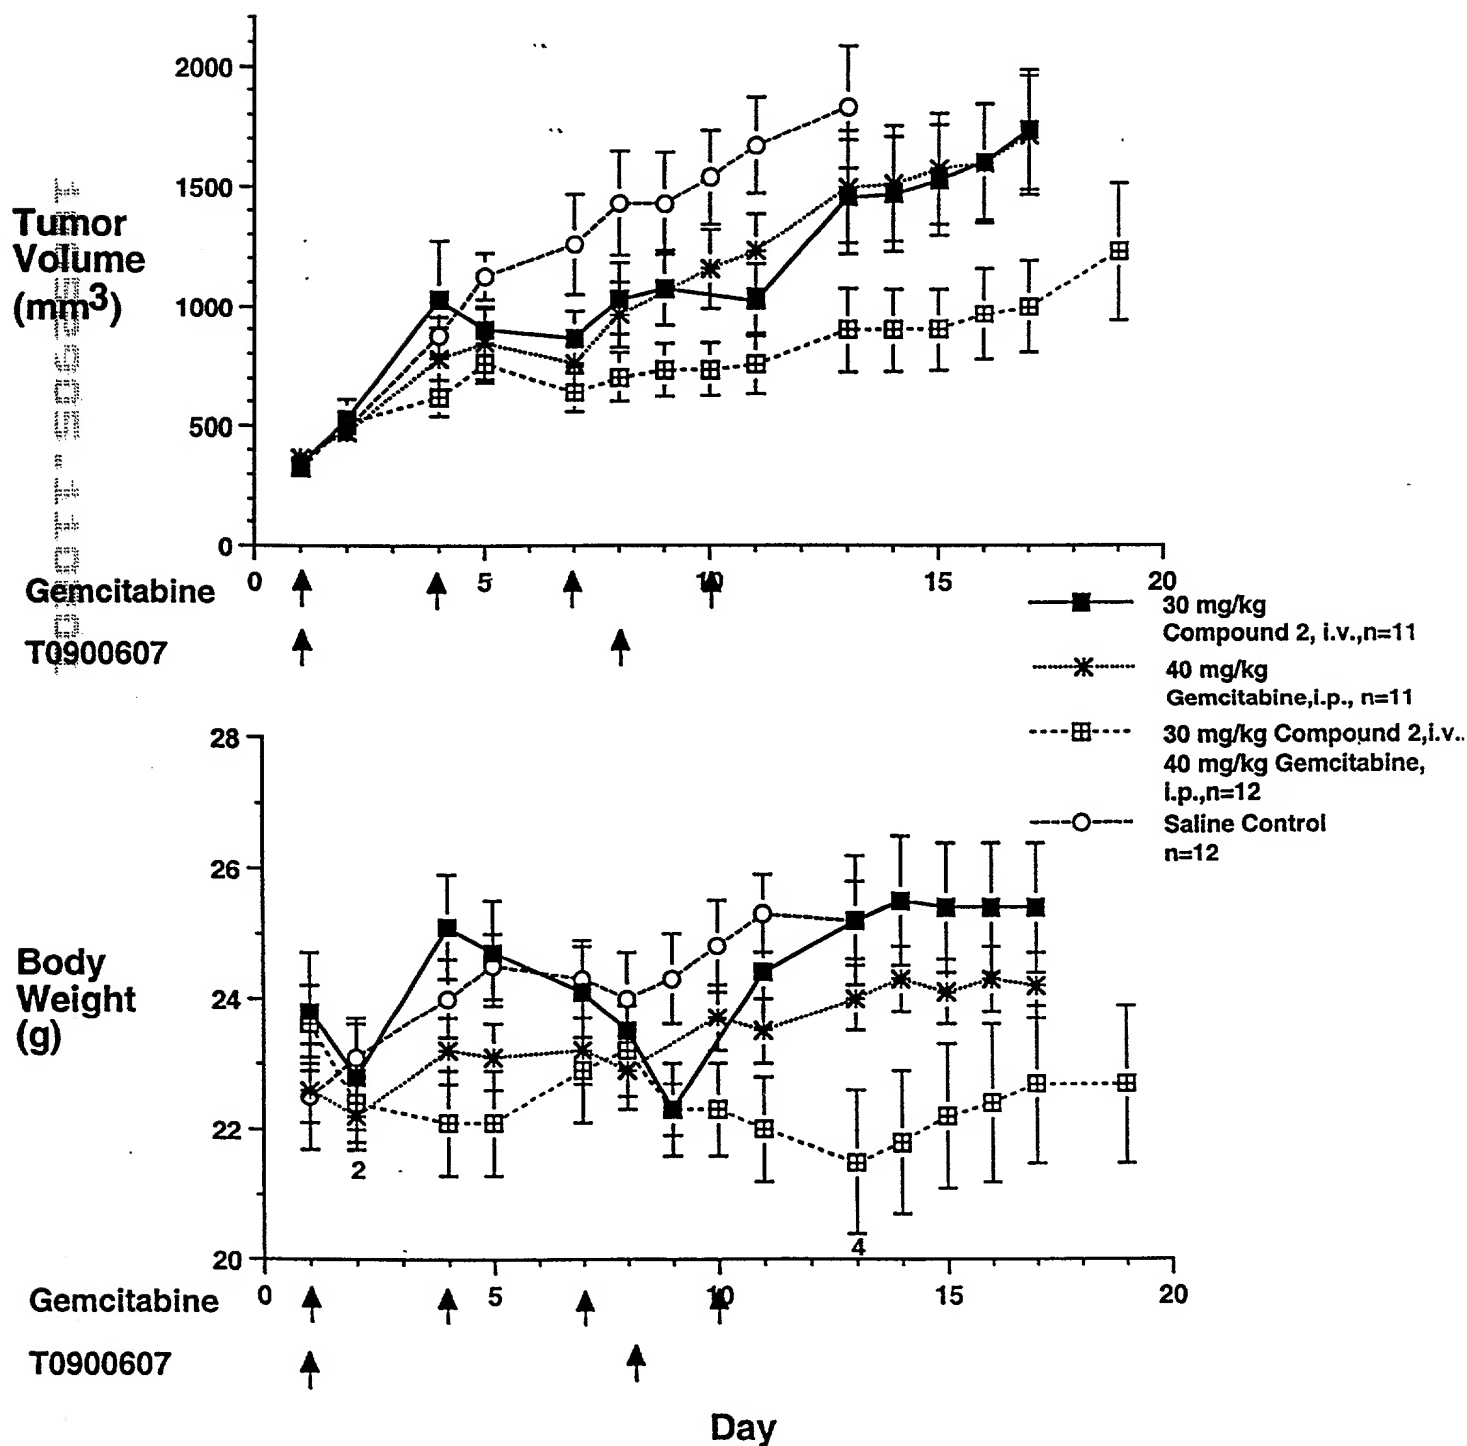 2000
1500
1000
500
0
Tumor
Volume
(mm3)
0 5 10 15 20
Gemcitabine
T0900607
30 mg/kg
Compound 2, i.v.,n=11
40 mg/kg
Gemcitabine,i.p., n=11
30 mg/kg Compound 2,i.v..
40 mg/kg Gemcitabine,
i.p.,n=12
Saline Control
n=12
28
26
24
22
20
Body
Weight
(g)
2
4
0 5 10 15 20
Gemcitabine
T0900607
Day